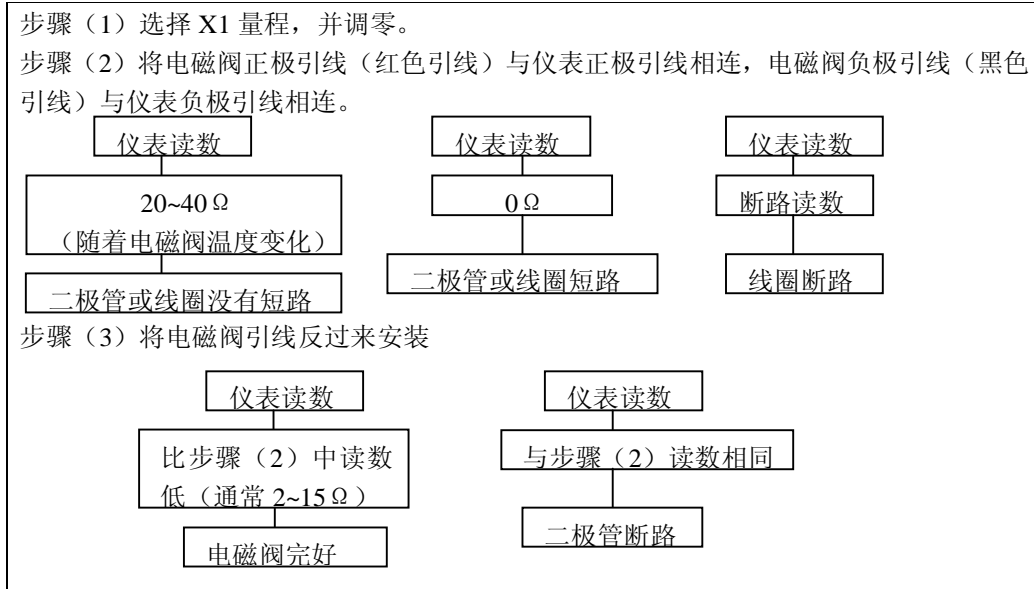 步骤（1）选择 X1 量程，并调零。
步骤（2）将电磁阀正极引线（红色引线）与仪表正极引线相连，电磁阀负极引线（黑色
引线）与仪表负极引线相连。
仪表读数
20~40Ω
（随着电磁阀温度变化）
二极管或线圈没有短路
仪表读数
0Ω
二极管或线圈短路
仪表读数
断路读数
线圈断路
步骤（3）将电磁阀引线反过来安装
仪表读数
比步骤（2）中读数
低（通常 2~15Ω）
电磁阀完好
仪表读数
与步骤（2）读数相同
二极管断路